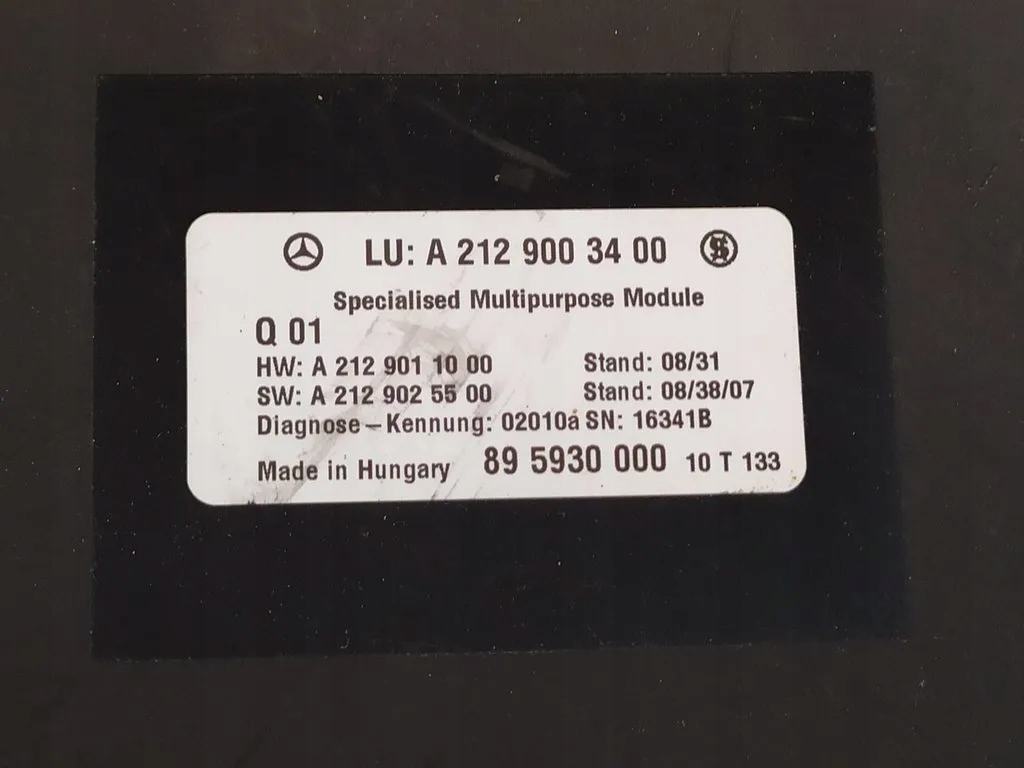 LU: A 212 900 34 00
Specialised Multipurpose Module
Q 01
HW: A 212 901 10 00 Stand: 08/31
SW: A 212 902 55 00 Stand: 08/38/07
Diagnose-Kennung: 02010a SN: 16341B
Made in Hungary 89 5930 000 10 T 133